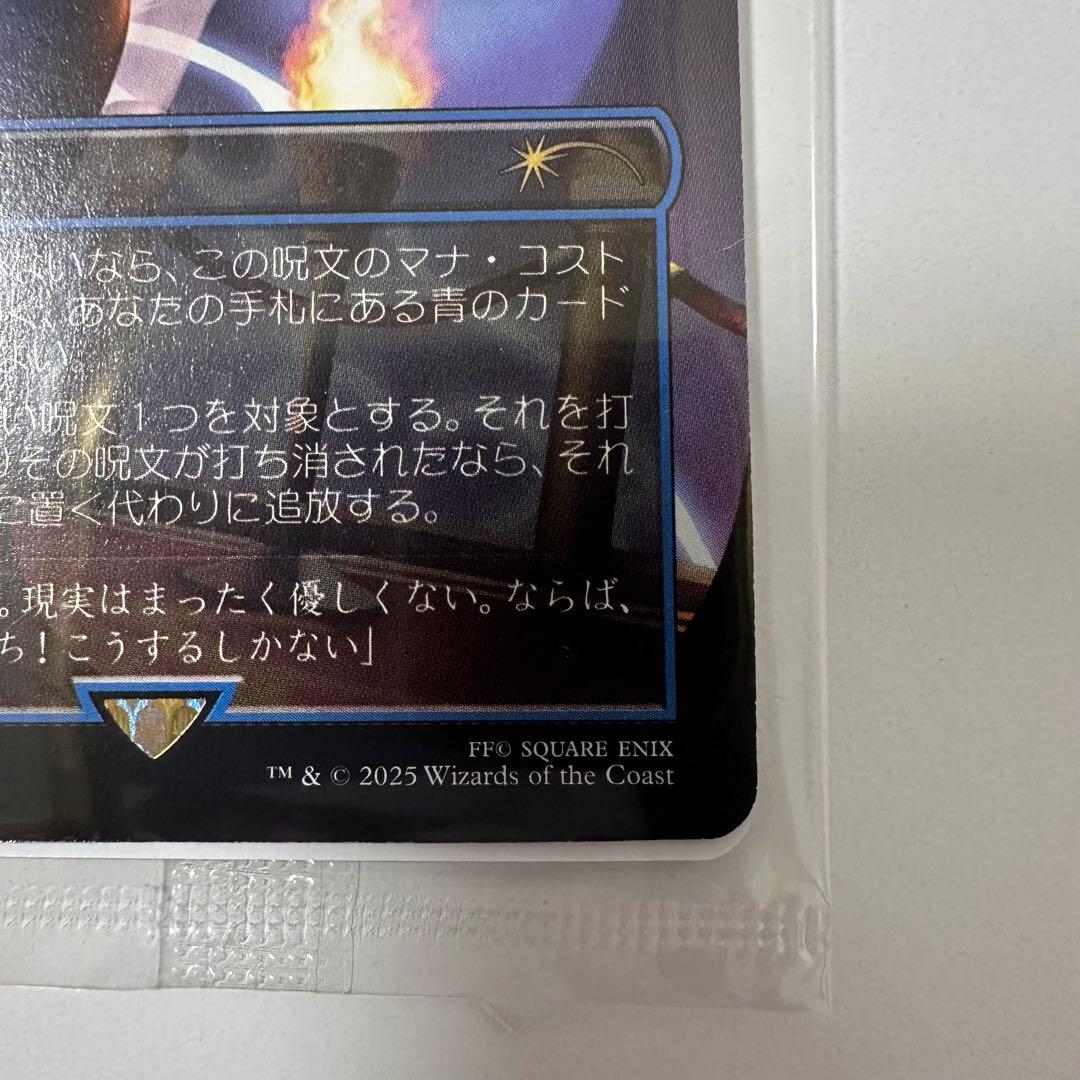 いなら、この呪文のマナ・コスト
あなたの手札にある青のカード
よい。
い呪文1つを対象とする。それを打
りその呪文が打ち消されたなら、それ
に置く代わりに追放する。
。現実はまったく優しくない。ならば、
ち！こうするしかない」
FF© SQUARE ENIX
™ & © 2025 Wizards of the Coast